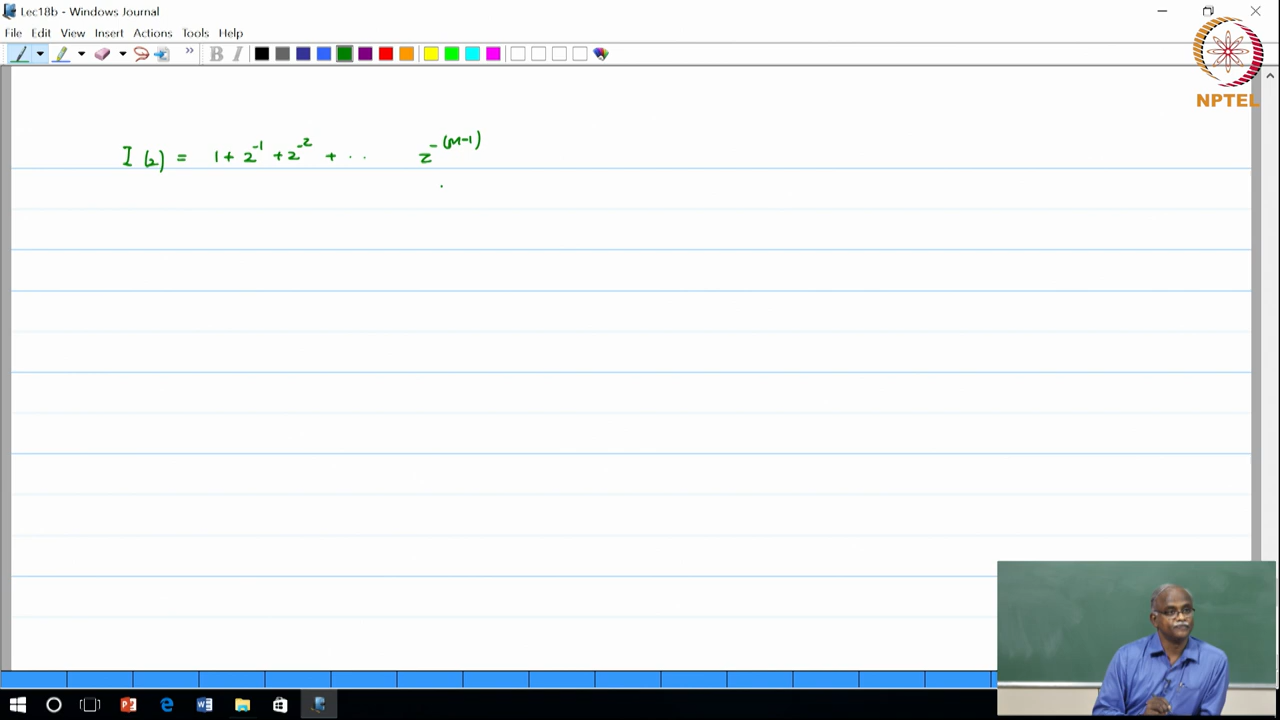 Lec18b - Windows Journal
File Edit View Insert Actions Tools Help
B I
NPTEL
I (z) = 1 + z⁻¹ + z⁻² + ·· z^-(M-1)